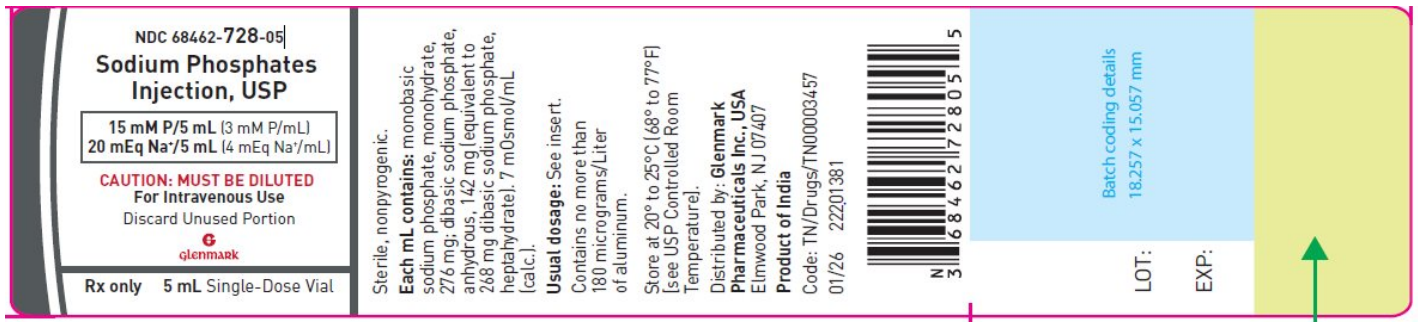 NDC 68462-728-05
Sodium Phosphates
Injection, USP
15 mM P/5 mL (3 mM P/mL)
20 mEq Na⁺/5 mL (4 mEq Na⁺/mL)
CAUTION: MUST BE DILUTED
For Intravenous Use
Discard Unused Portion
G
glenmark
Rx only 5 mL Single-Dose Vial
Sterile, nonpyrogenic.
Each mL contains: monobasic
sodium phosphate, monohydrate,
276 mg; dibasic sodium phosphate,
anhydrous, 142 mg (equivalent to
268 mg dibasic sodium phosphate,
heptahydrate). 7 mOsmol/mL
(calc.).
Usual dosage: See insert.
Contains no more than
180 micrograms/Liter
of aluminum.
Store at 20° to 25°C (68° to 77°F)
[see USP Controlled Room
Temperature].
Distributed by: Glenmark
Pharmaceuticals Inc., USA
Elmwood Park, NJ 07407
Product of India
Code: TN/Drugs/TN00003457
01/26 222,01381
N
3 68462 72805 5
Batch coding details
18.257 x 15.057 mm
LOT:
EXP: